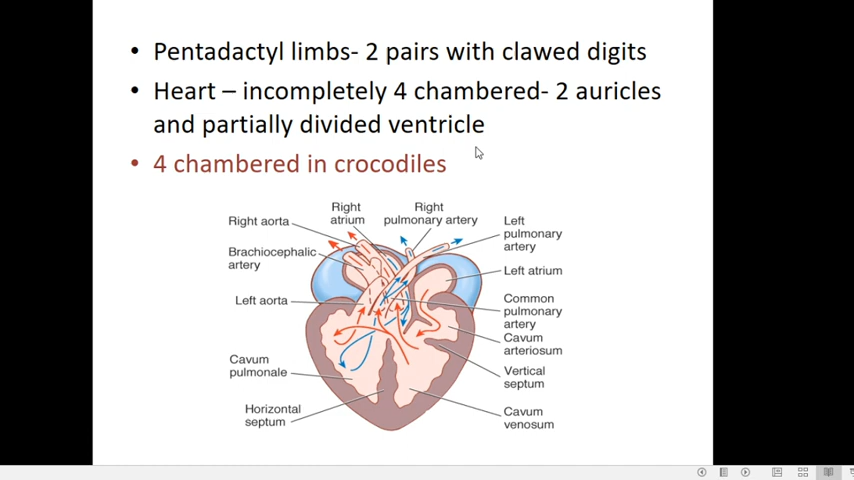 • Pentadactyl limbs- 2 pairs with clawed digits
• Heart – incompletely 4 chambered- 2 auricles
and partially divided ventricle
• 4 chambered in crocodiles
Right aorta
Right
atrium
Right
pulmonary artery
Left
pulmonary
artery
Brachiocephalic
artery
Left atrium
Left aorta
Common
pulmonary
artery
Cavum
arteriosum
Cavum
pulmonale
Vertical
septum
Horizontal
septum
Cavum
venosum